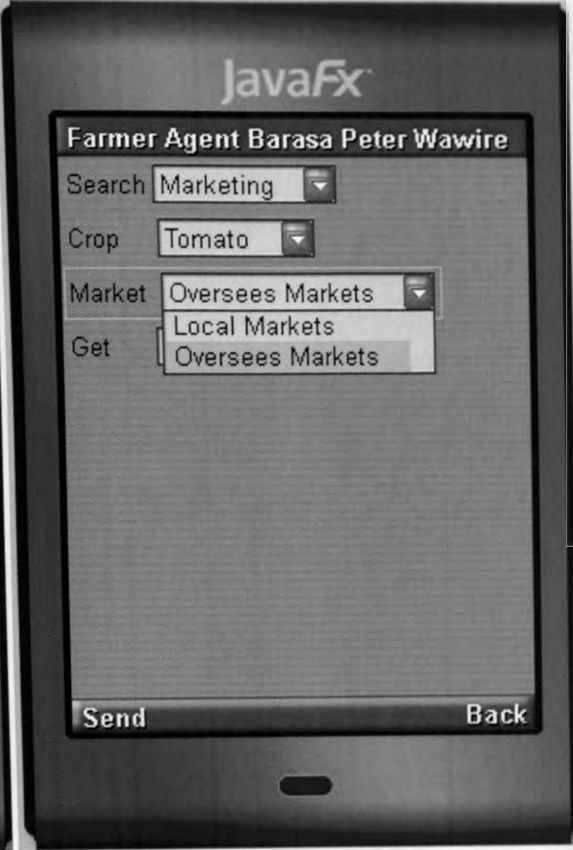 JavaFx
Farmer Agent Barasa Peter Wawire
Search Marketing
Crop Tomato
Market Oversees Markets
Local Markets
Get
Oversees Markets
Send Back